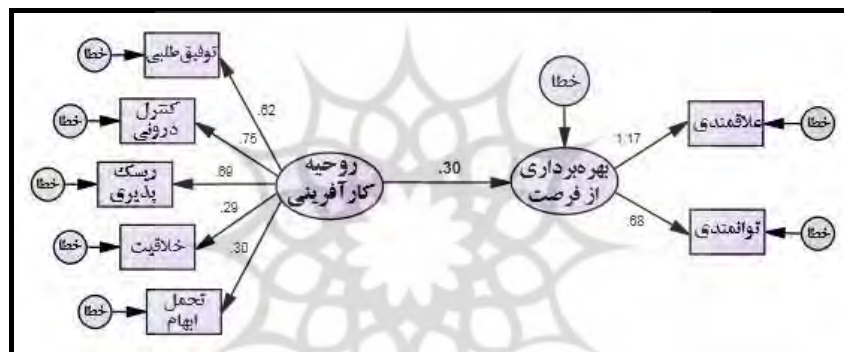 خطا
توفیق طلبی
.62
خطا
کنترل
درونی
.75
خطا
ریسک
پذیری
.69
خطا
خلاقیت
.29
خطا
تحمل
ابهام
.30
روحیه
کارآفرینی
.30
خطا
بهره‌برداری
از فرصت
1.17
علاقمندی
خطا
.68
توانمندی
خطا